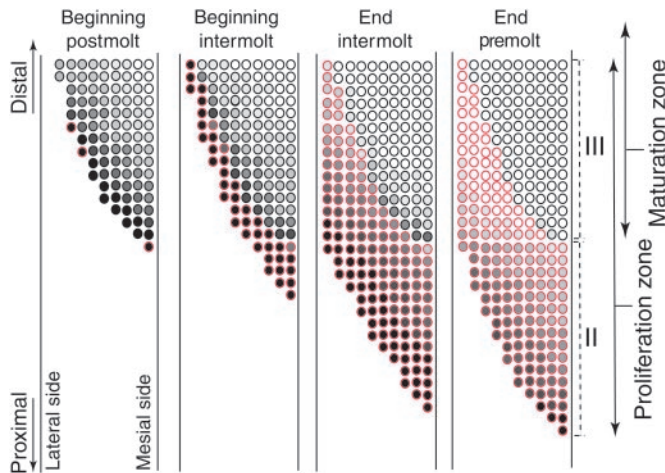 Beginning
postmolt
Beginning
intermolt
End
intermolt
End
premolt
Distal
Proximal
Lateral side
Mesial side
III
II
Maturation zone
Proliferation zone